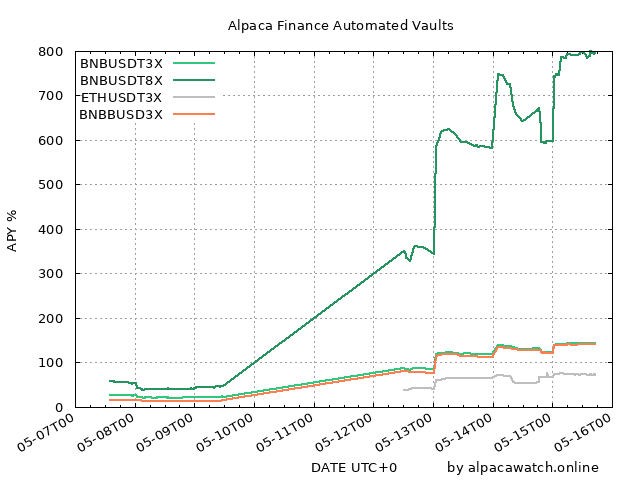 Alpaca Finance Automated Vaults
BNBUSDT3X
BNBUSDT8X
ETHUSDT3X
BNBBUSD3X
APY %
800
700
600
500
400
300
200
100
0
05-07T00
05-08T00
05-09T00
05-10T00
05-11T00
05-12T00
05-13T00
05-14T00
05-15T00
05-16T00
DATE UTC+0
by alpacawatch.online